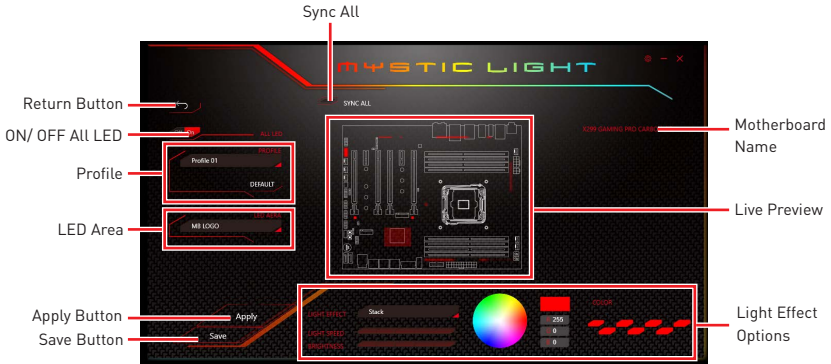 Sync All
MYSTIC LIGHT
SYNC ALL
Return Button
ON/ OFF All LED
ALL LED
X299 GAMING PRO CARBON
Motherboard
Name
PROFILE
Profile 01
DEFAULT
Profile
LED AERA
MB LOGO
LED Area
Live Preview
Apply Button
Apply
Save Button
Save
LIGHT EFFECT
Stack
LIGHT SPEED
BRIGHTNESS
255
0
0
COLOR
Light Effect
Options